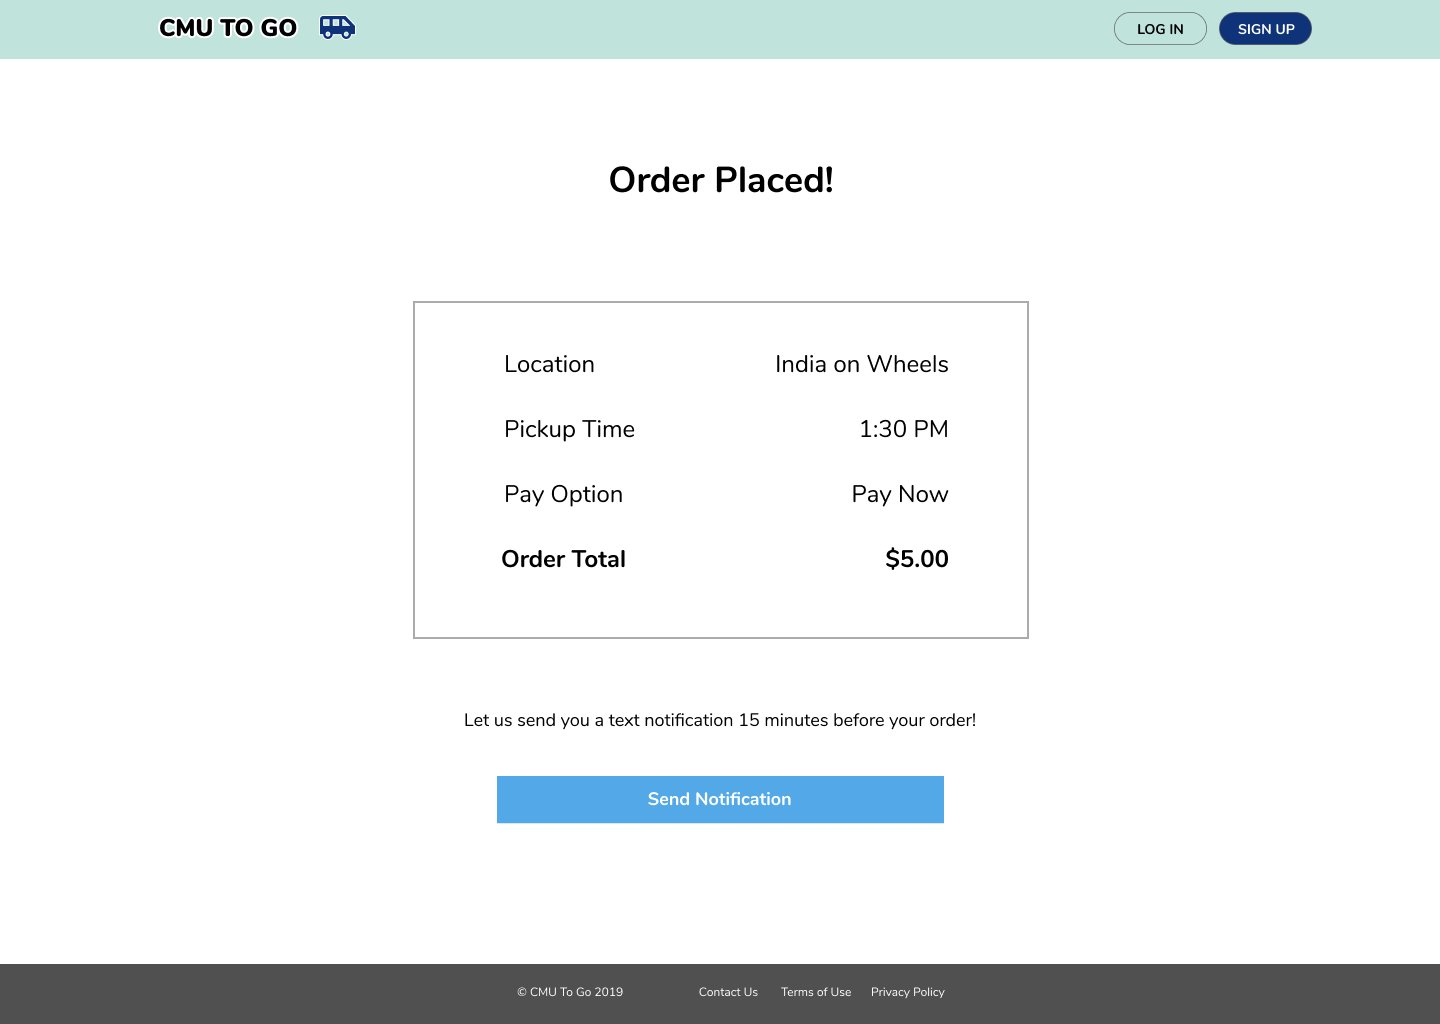 CMU TO GO
LOG IN
SIGN UP
Order Placed!
Location India on Wheels
Pickup Time 1:30 PM
Pay Option Pay Now
Order Total $5.00
Let us send you a text notification 15 minutes before your order!
Send Notification
© CMU To Go 2019 Contact Us Terms of Use Privacy Policy